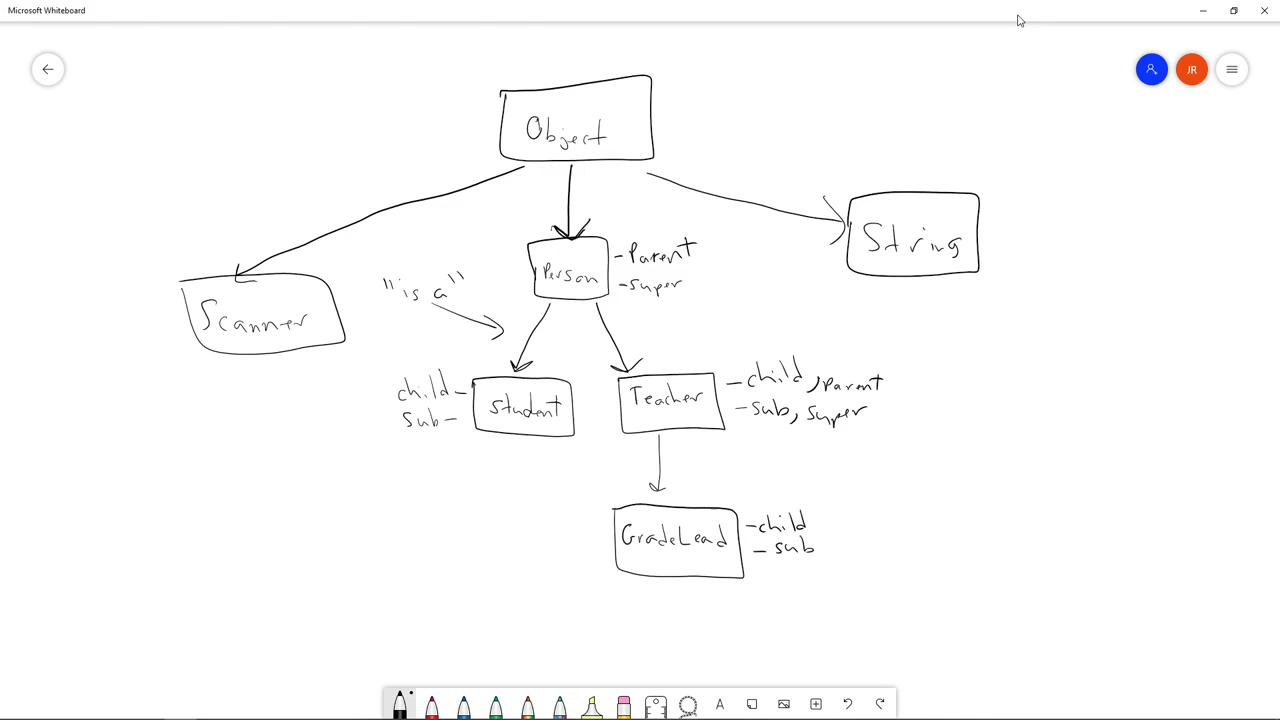 Microsoft Whiteboard
JR
Object
String
Person
-Parent
-super
"is a"
Scanner
child-
sub-
student
Teacher
-child, parent
-sub, super
GradeLead
-child
-sub
A